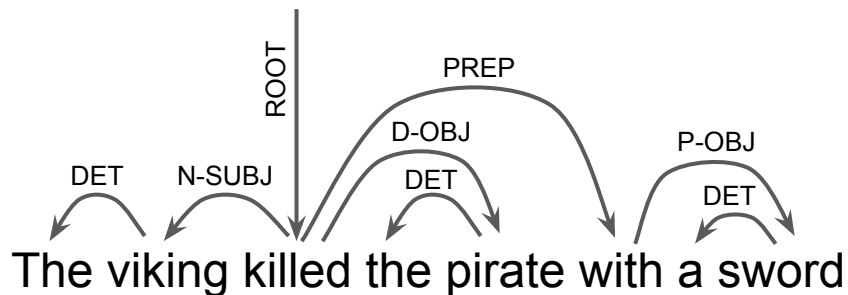 ROOT
PREP
D-OBJ
P-OBJ
DET N-SUBJ DET DET
The viking killed the pirate with a sword